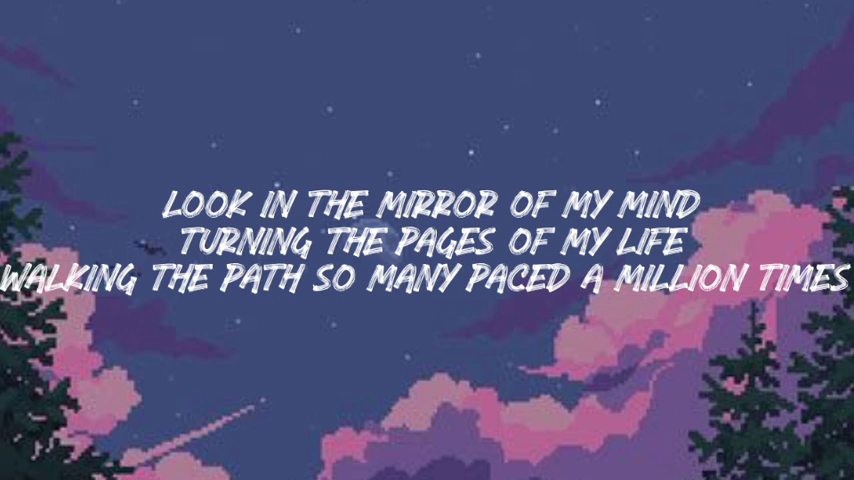 LOOK IN THE MIRROR OF MY MIND
TURNING THE PAGES OF MY LIFE
WALKING THE PATH SO MANY PACED A MILLION TIMES